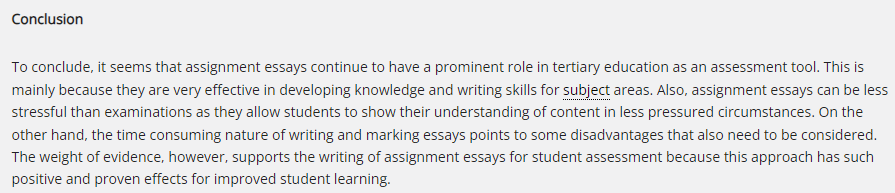 Conclusion
To conclude, it seems that assignment essays continue to have a prominent role in tertiary education as an assessment tool. This is
mainly because they are very effective in developing knowledge and writing skills for subject areas. Also, assignment essays can be less
stressful than examinations as they allow students to show their understanding of content in less pressured circumstances. On the
other hand, the time consuming nature of writing and marking essays points to some disadvantages that also need to be considered.
The weight of evidence, however, supports the writing of assignment essays for student assessment because this approach has such
positive and proven effects for improved student learning.